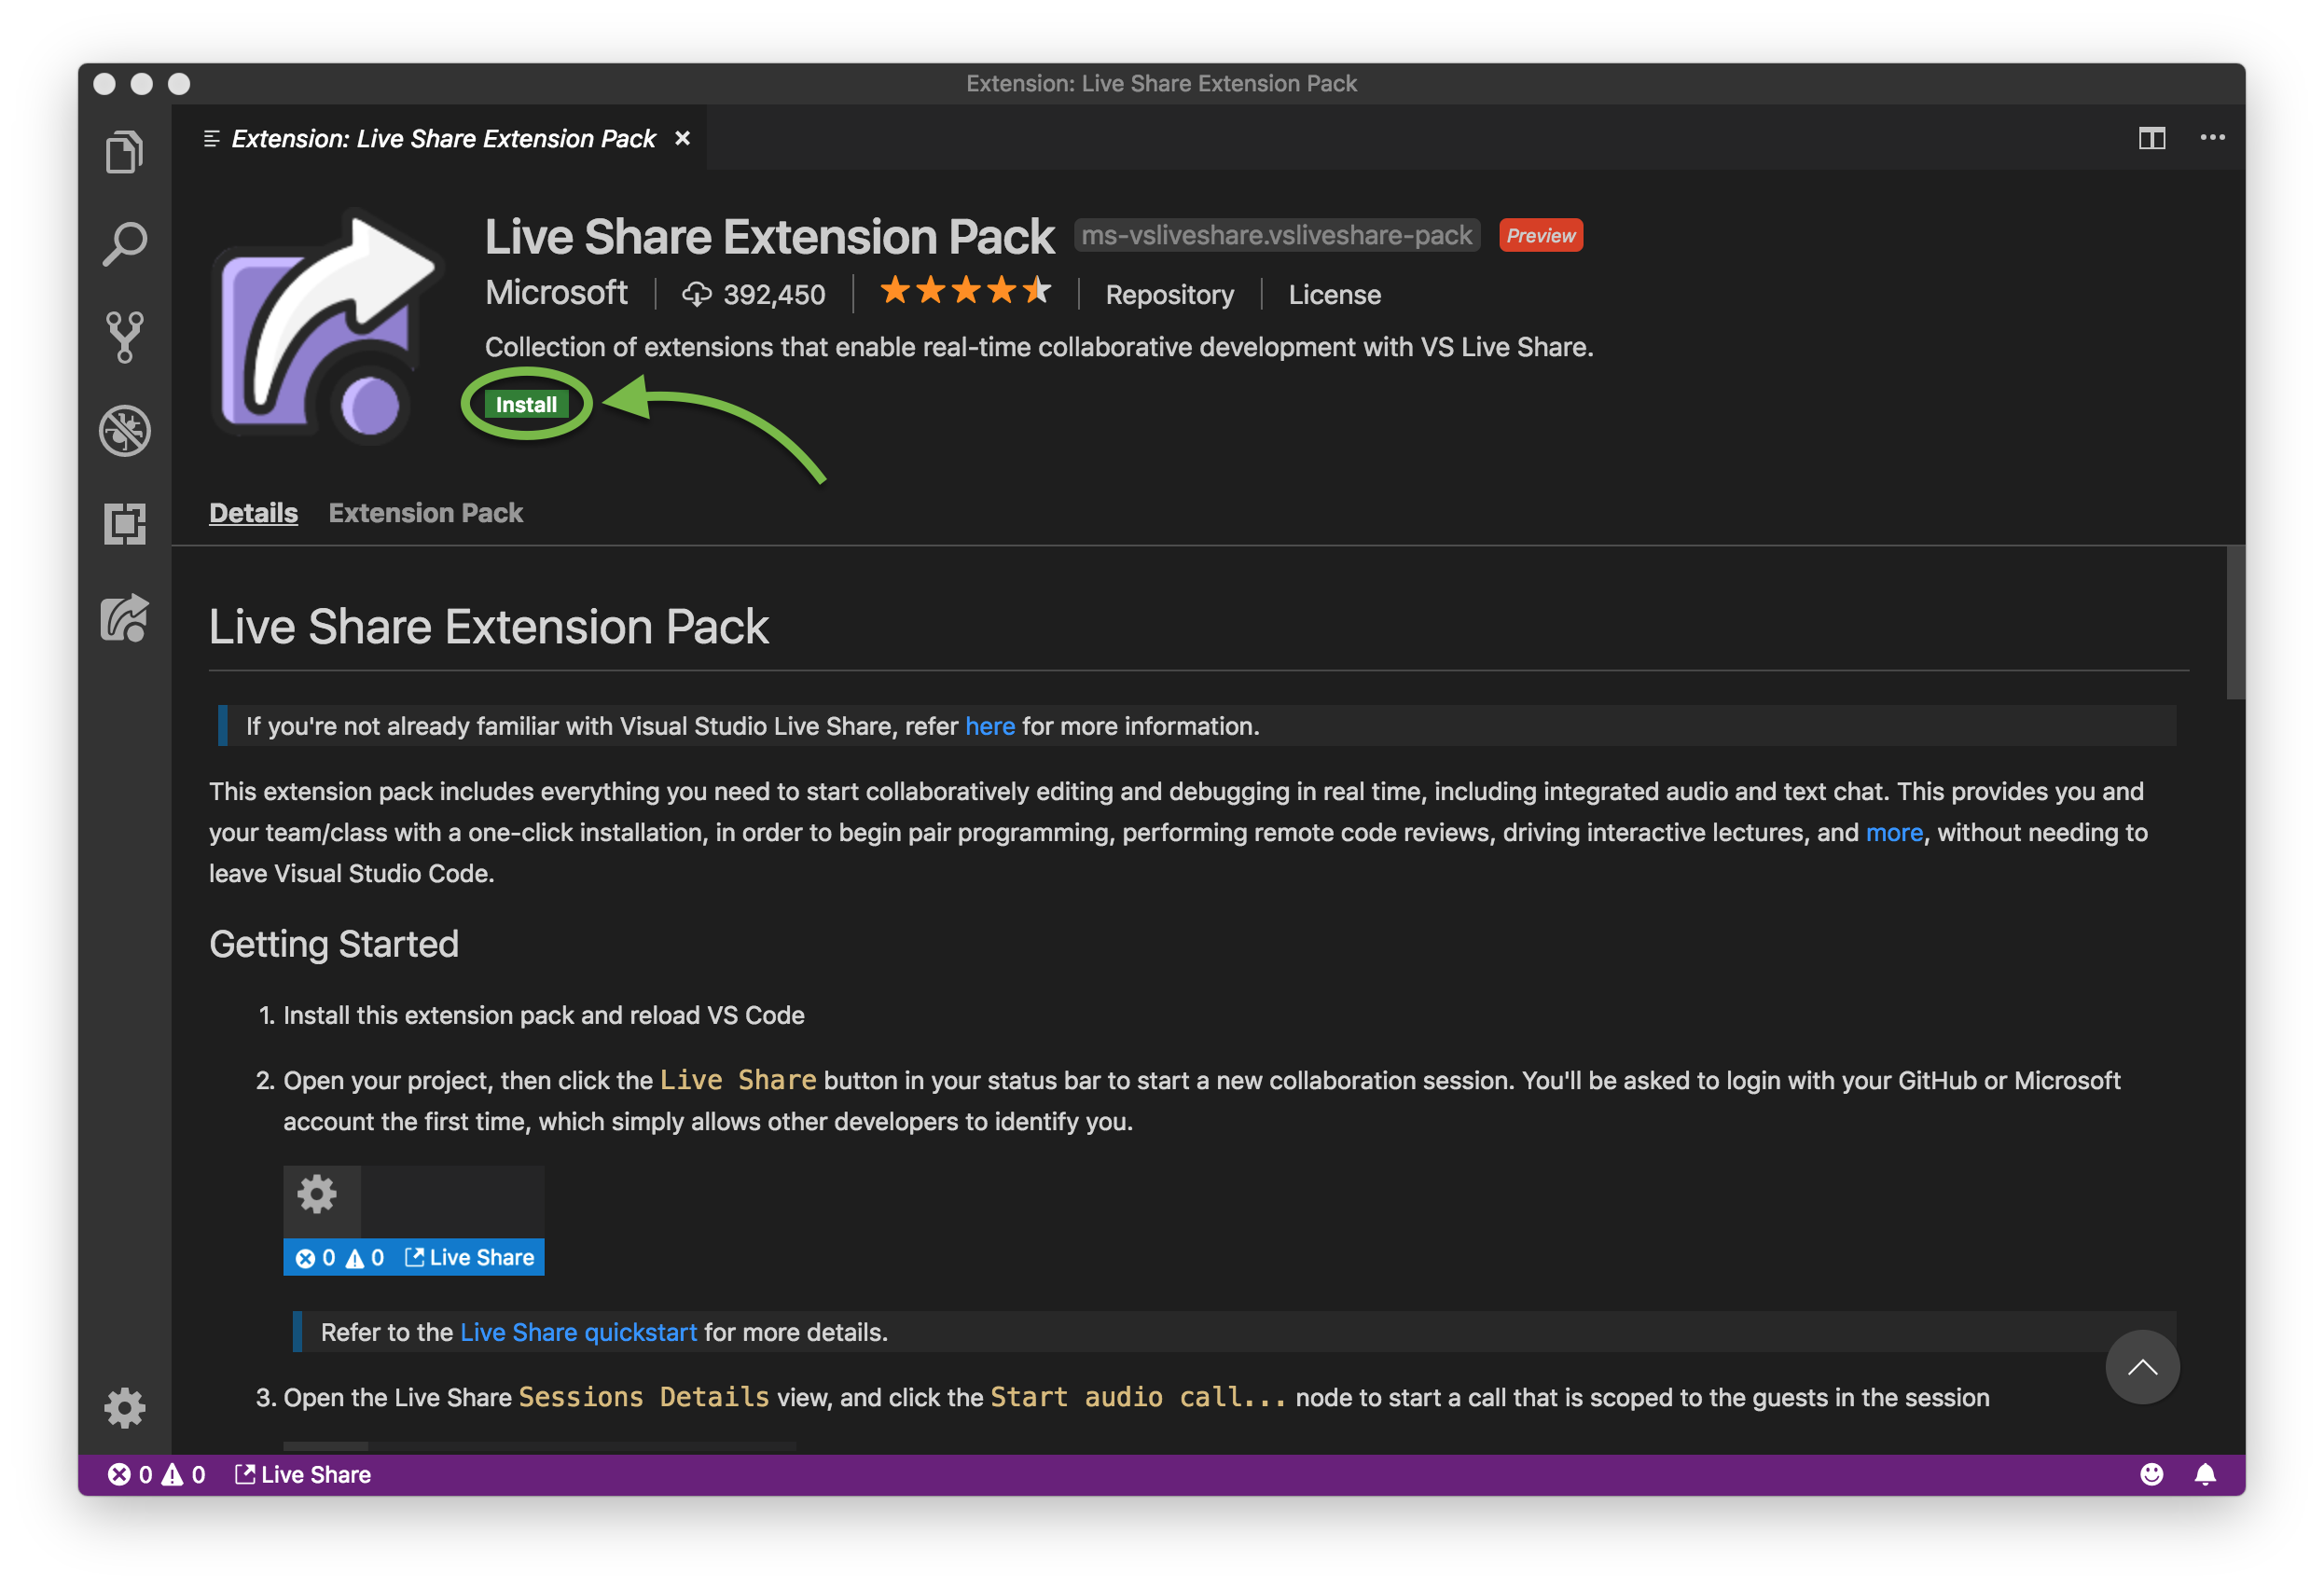 Extension: Live Share Extension Pack
Extension: Live Share Extension Pack
Live Share Extension Pack ms-vsliveshare.vsliveshare-pack Preview
Microsoft 392,450 Repository License
Collection of extensions that enable real-time collaborative development with VS Live Share.
Install
Details Extension Pack
Live Share Extension Pack
If you're not already familiar with Visual Studio Live Share, refer here for more information.
This extension pack includes everything you need to start collaboratively editing and debugging in real time, including integrated audio and text chat. This provides you and
your team/class with a one-click installation, in order to begin pair programming, performing remote code reviews, driving interactive lectures, and more, without needing to
leave Visual Studio Code.
Getting Started
1. Install this extension pack and reload VS Code
2. Open your project, then click the Live Share button in your status bar to start a new collaboration session. You'll be asked to login with your GitHub or Microsoft
account the first time, which simply allows other developers to identify you.
0 0 Live Share
Refer to the Live Share quickstart for more details.
3. Open the Live Share Sessions Details view, and click the Start audio call... node to start a call that is scoped to the guests in the session
0 0 Live Share